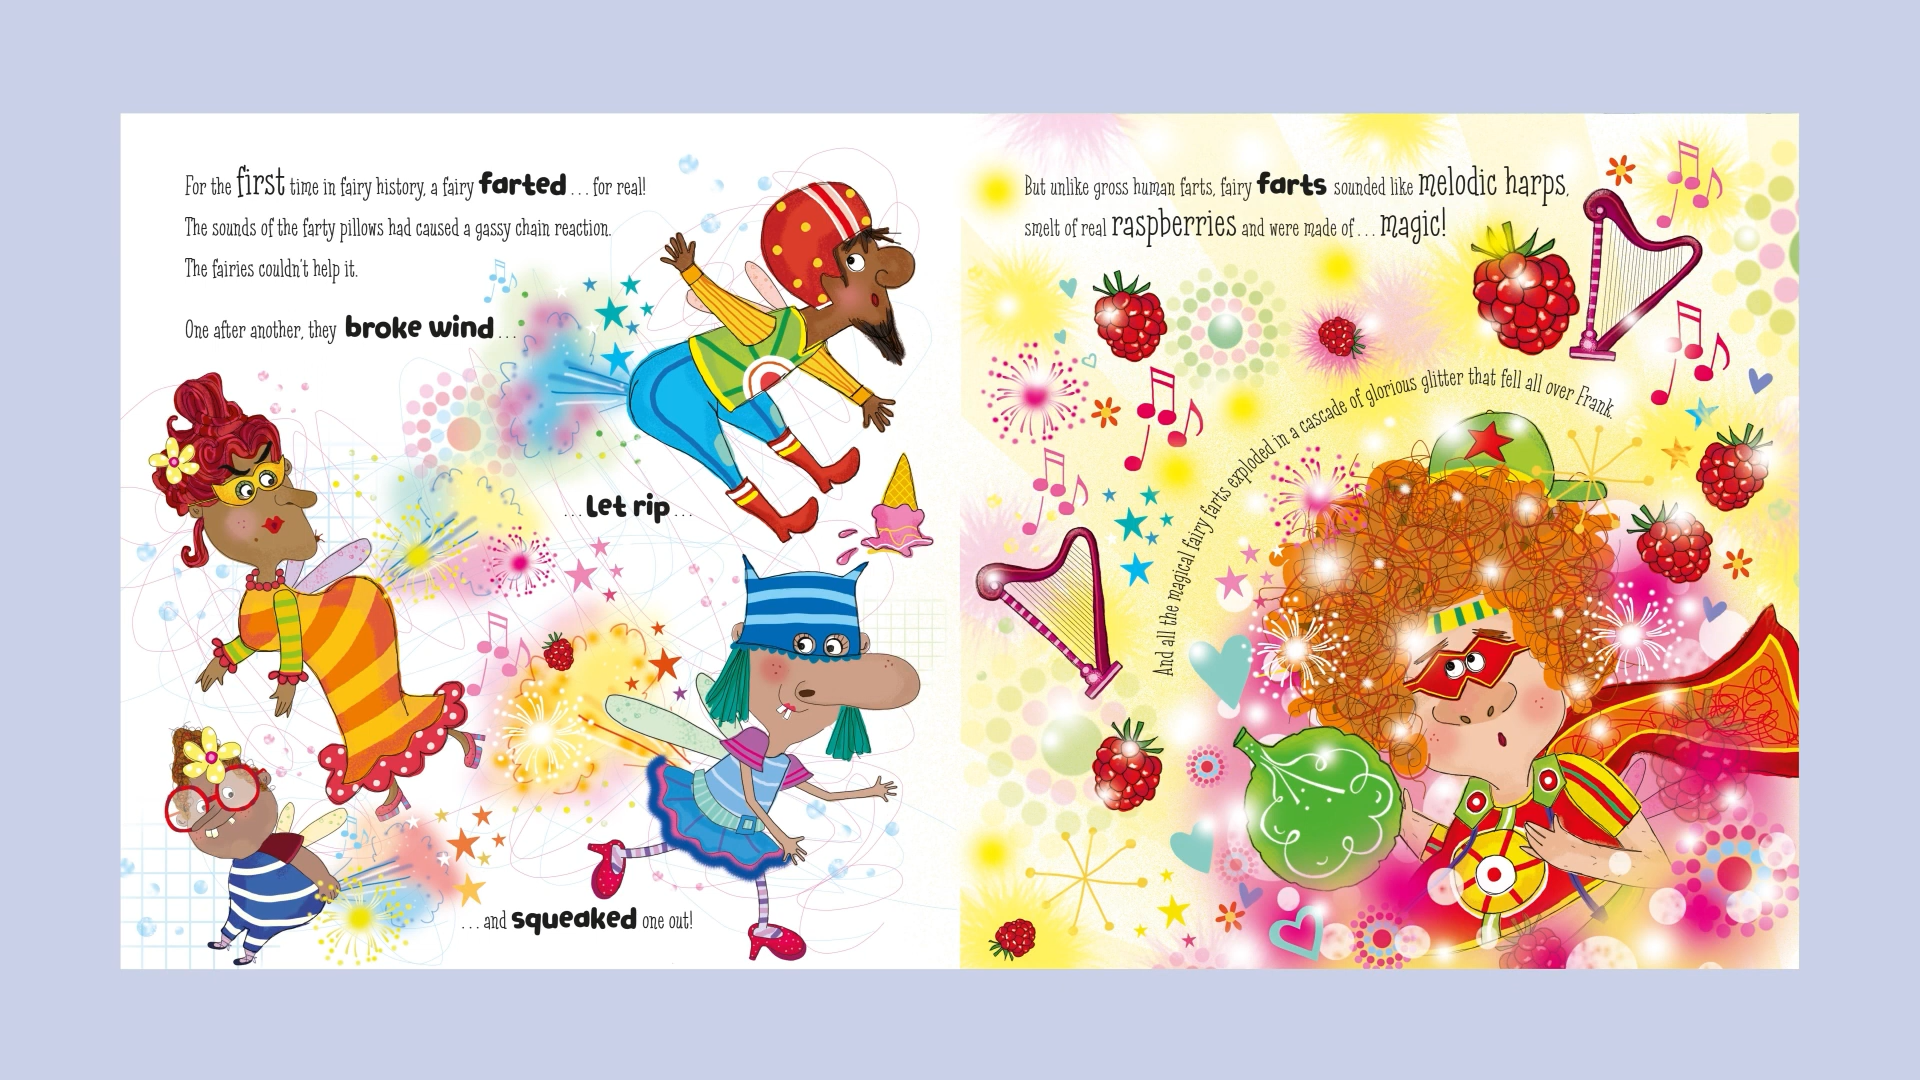 For the first time in fairy history, a fairy farted . . . for real!
The sounds of the farty pillows had caused a gassy chain reaction.
The fairies couldn't help it.
One after another, they broke wind . . .
. . . let rip . . .
. . . and squeaked one out!
But unlike gross human farts, fairy farts sounded like melodic harps,
smelt of real raspberries and were made of . . . magic!
And all the magical fairy farts exploded in a cascade of glorious glitter that fell all over Frank.